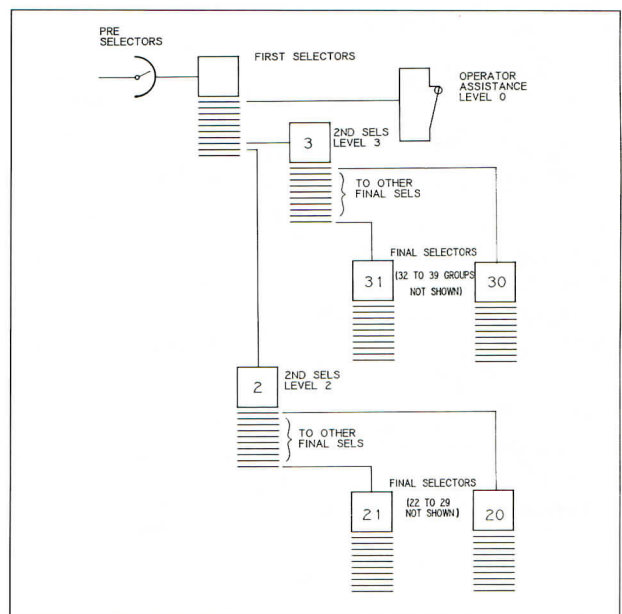 PRE
SELECTORS
FIRST SELECTORS
OPERATOR
ASSISTANCE
LEVEL 0
3
2ND SELS
LEVEL 3
TO OTHER
FINAL SELS
FINAL SELECTORS
31
(32 TO 39 GROUPS
NOT SHOWN)
30
2
2ND SELS
LEVEL 2
TO OTHER
FINAL SELS
FINAL SELECTORS
21
(22 TO 29
NOT SHOWN)
20